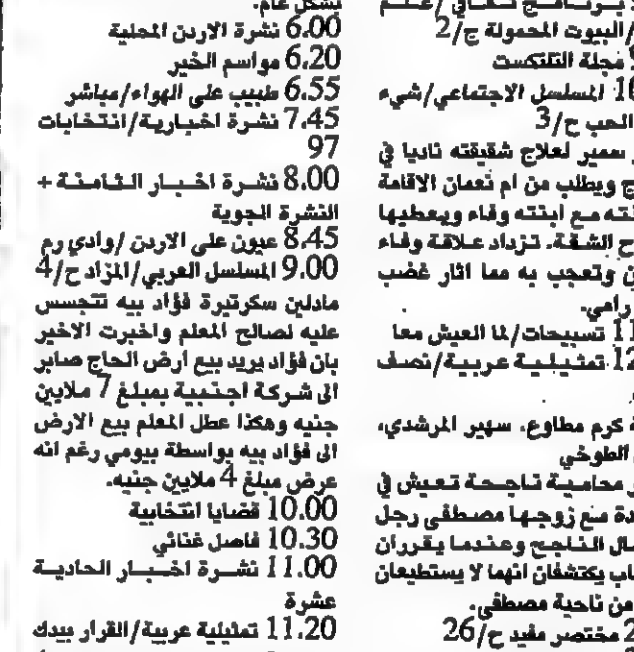 برنامج ثقافي/عـلـم
/البيوت المحمولة ج/2
مجلة التلتكست
المسلسل الاجتماعي/شيء
الحب ح/3
سمير لعلاج شقيقته ناديا في
ويطلب من ام نعمان الاقامة
مع ابنته وفاء ويعطيها
الشقة. تزداد علاقة وفاء
وتعجب به مما اثار غضب
رامي.
تسبيحات/لما العيش معا
تمثيلية عربية/نصف
كرم مطاوع، سهير المرشدي،
الطوخي
محامية ناجحة تعيش في
مع زوجها مصطفى رجل
الناجح وعندما يقرران
يكتشفان انهما لا يستطيعان
من ناحية مصطفى.
مختصر مفيد ح/26
بشكل عام.
6.00 نشرة الاردن المحلية
6.20 مواسم الخير
6.55 طبيب على الهواء/مباشر
7.45 نشرة اخبارية/انتخابات
97
8.00 نشرة اخبار الثامنة +
النشرة الجوية
8.45 عيون على الاردن/وادي رم
9.00 المسلسل العربي/المزاد ح/4
مادلين سكرتيرة فؤاد بيه تتجسس
عليه لصالح المعلم واخبرت الاخير
بان فؤاد يريد بيع ارض الحاج صابر
الى شركة اجنبية بمبلغ 7 ملايين
جنيه وهكذا عطل المعلم بيع الارض
الى فؤاد بيه بواسطة بيومي رغم انه
عرض مبلغ 4 ملايين جنيه.
10.00 قضايا انتخابية
10.30 فاصل غنائي
11.00 نشرة اخبار الحادية
عشرة
11.20 تمثيلية عربية/القرار بيدك